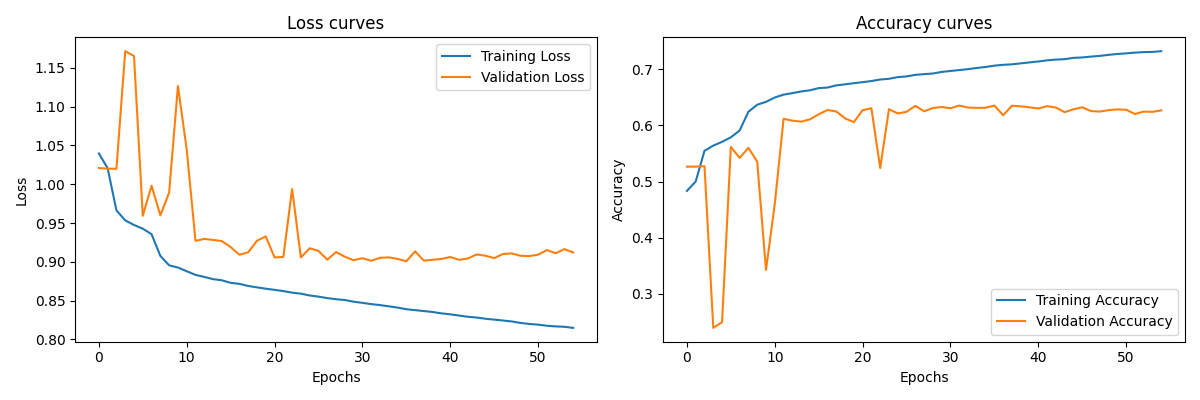 Loss curves
Training Loss
Validation Loss
1.15
1.10
1.05
1.00
0.95
0.90
0.85
0.80
Loss
0 10 20 30 40 50
Epochs
Accuracy curves
0.7
0.6
0.5
0.4
0.3
Accuracy
Training Accuracy
Validation Accuracy
0 10 20 30 40 50
Epochs